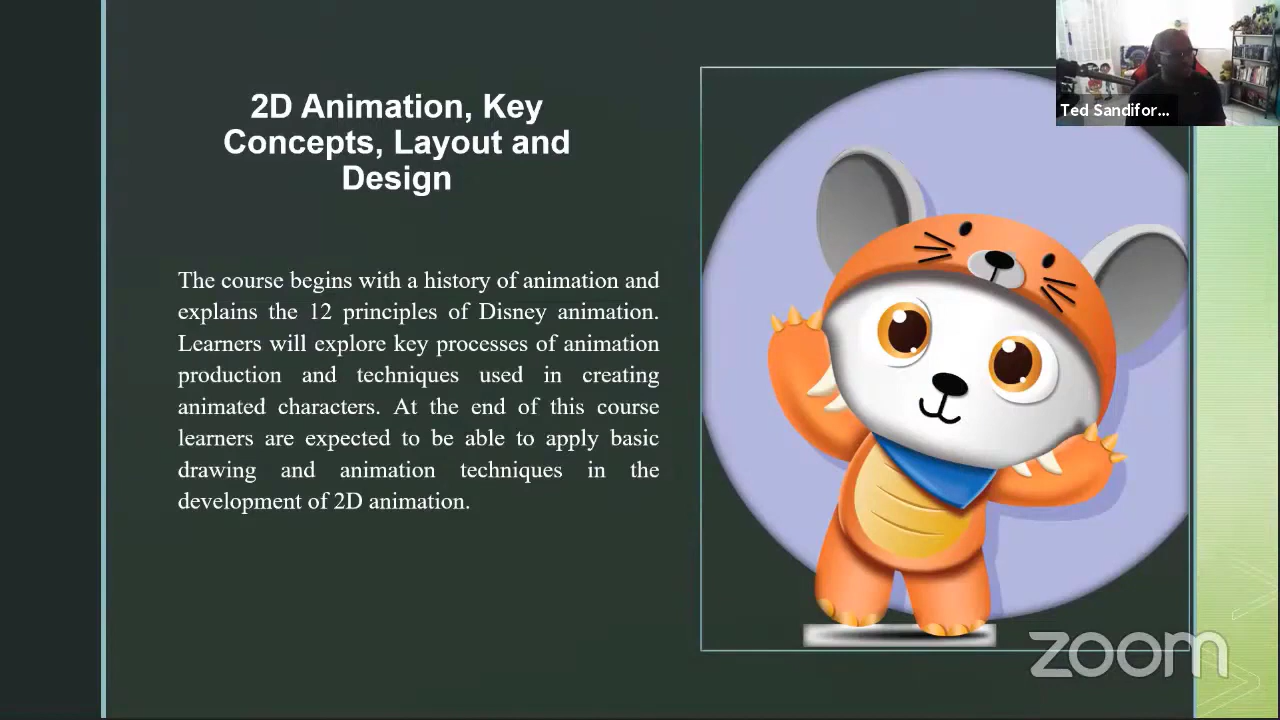 2D Animation, Key
Concepts, Layout and
Design
The course begins with a history of animation and
explains the 12 principles of Disney animation.
Learners will explore key processes of animation
production and techniques used in creating
animated characters. At the end of this course
learners are expected to be able to apply basic
drawing and animation techniques in the
development of 2D animation.
Ted Sandifor...
zoom